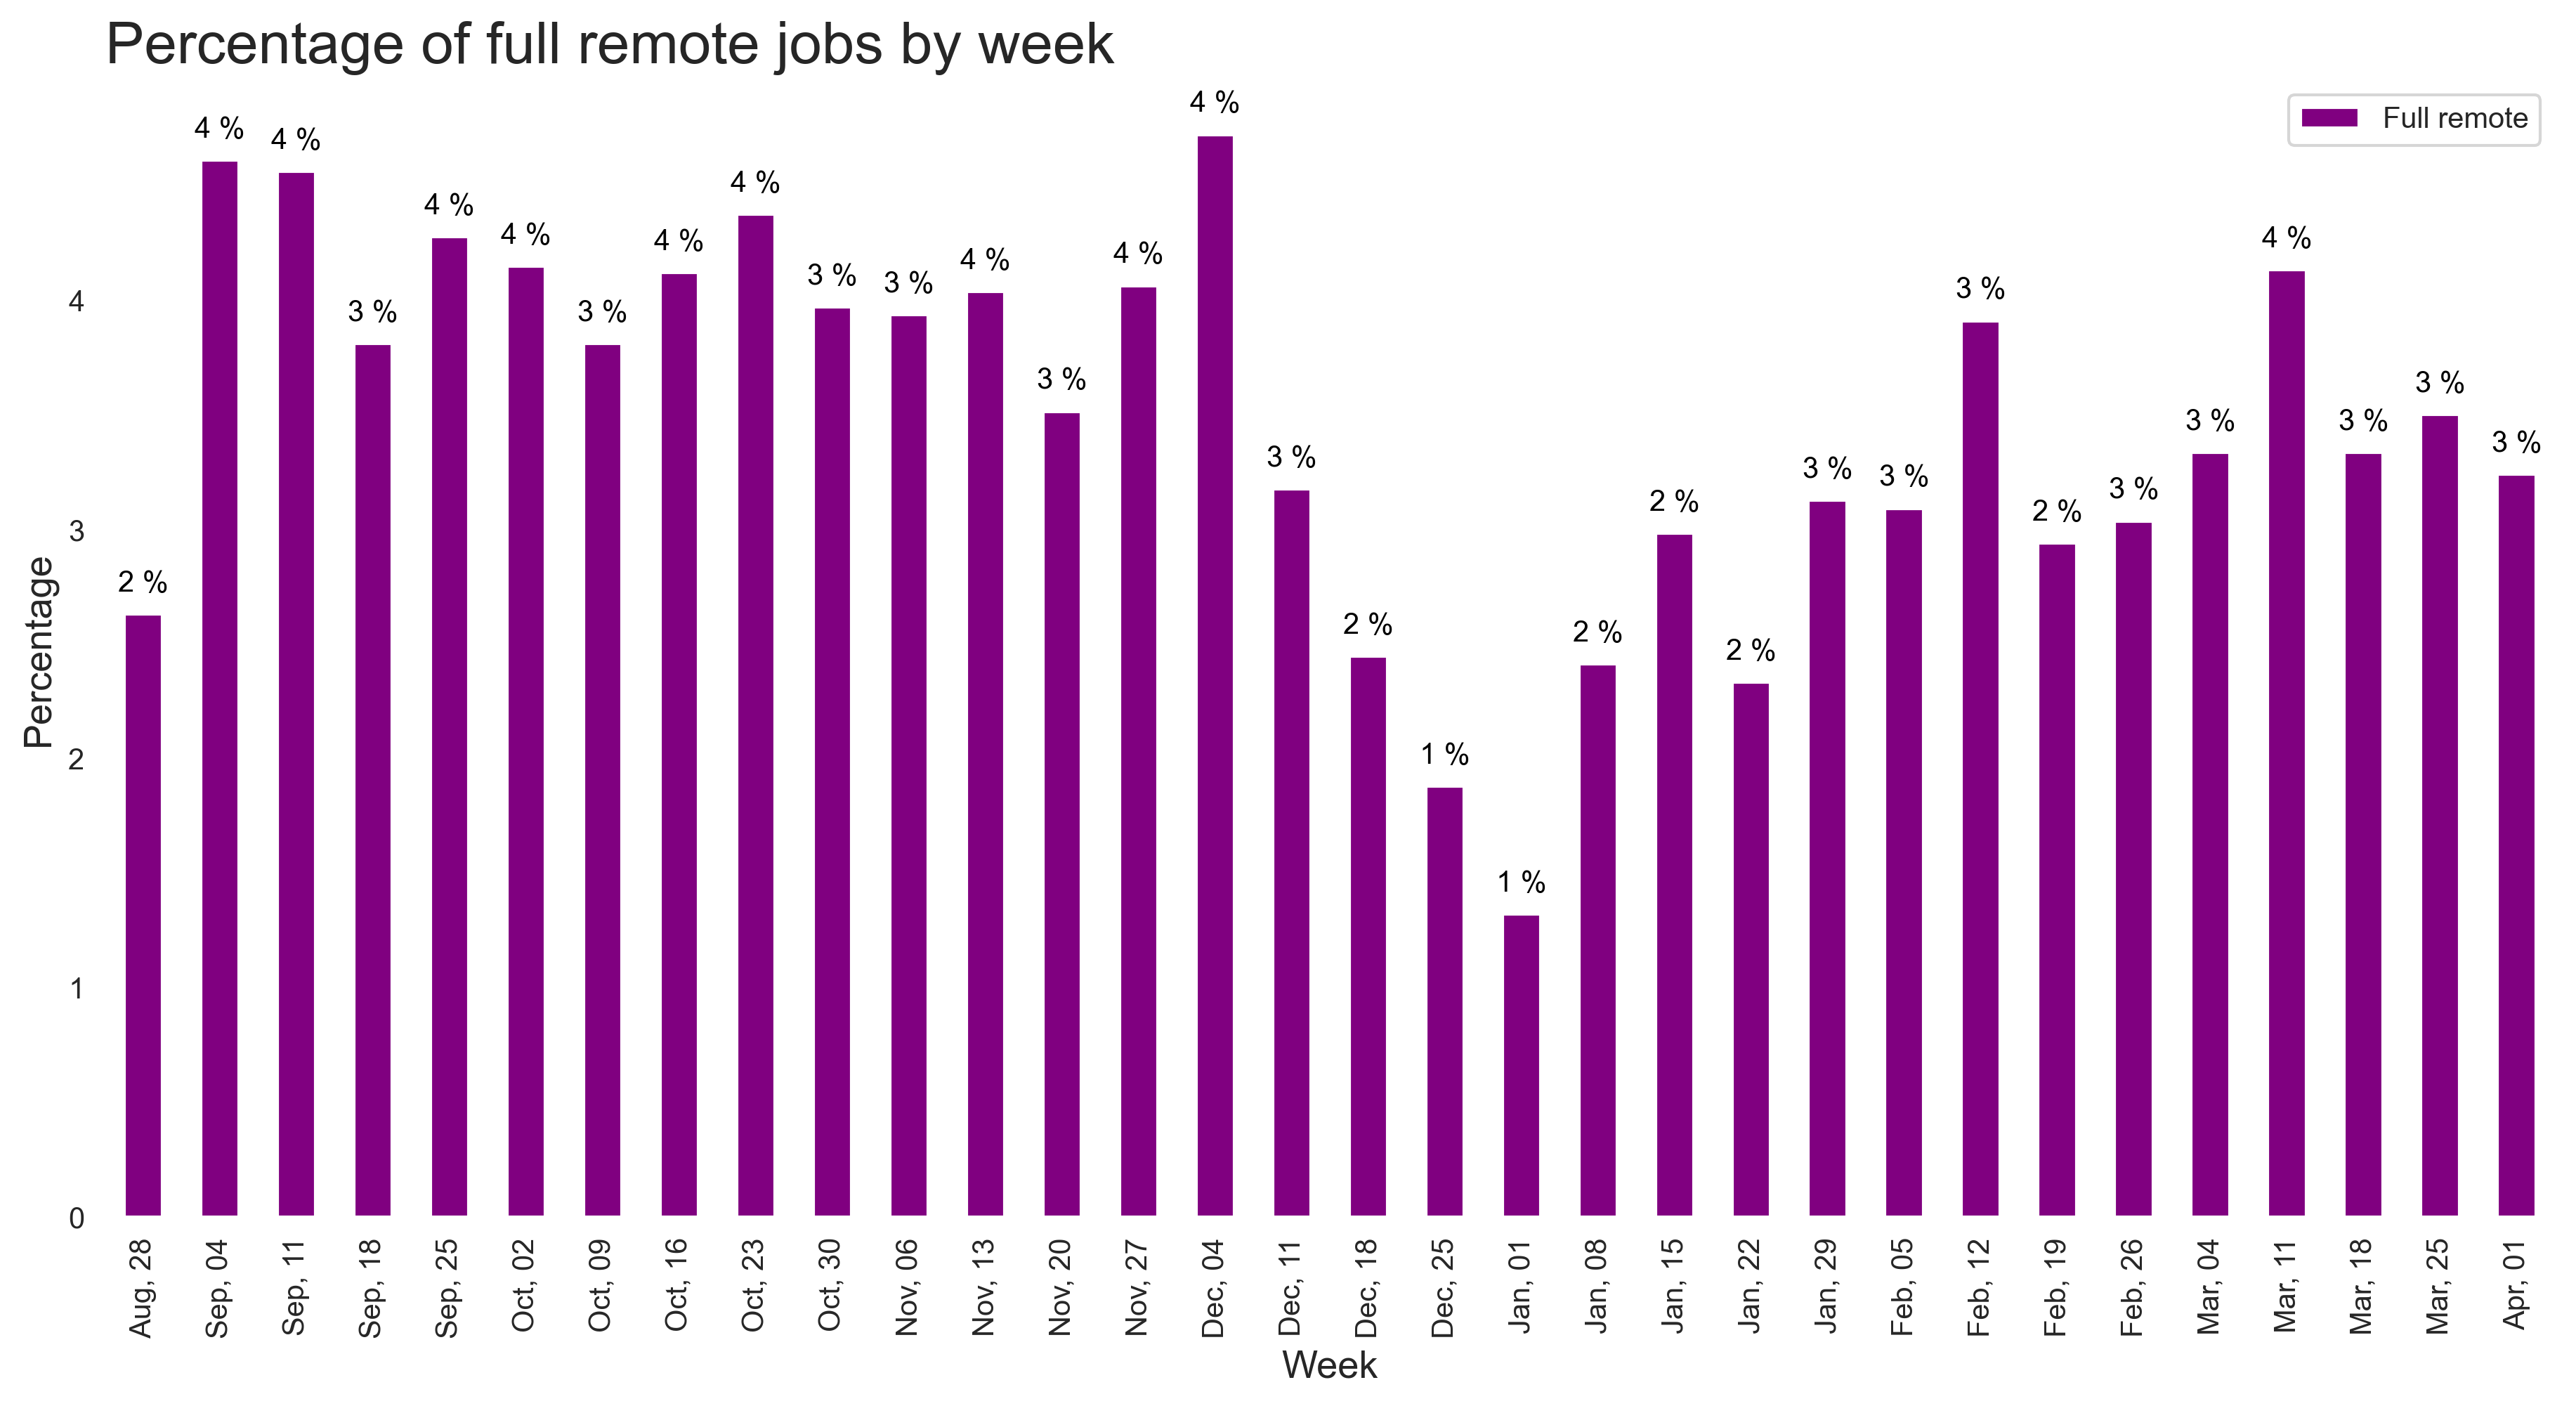 Percentage of full remote jobs by week
Full remote
4 %
4 %
4 %
4 %
4 %
4 %
4 %
4 %
3 %
3 %
4 %
3 %
3 %
4 %
3 %
4 %
3 %
3 %
3 %
3 %
3 %
3 %
3 %
3 %
2 %
2 %
3 %
2 %
2 %
2 %
2 %
1 %
1 %
4
3
2
1
0
Percentage
Aug, 28
Sep, 04
Sep, 11
Sep, 18
Sep, 25
Oct, 02
Oct, 09
Oct, 16
Oct, 23
Oct, 30
Nov, 06
Nov, 13
Nov, 20
Nov, 27
Dec, 04
Dec, 11
Dec, 18
Dec, 25
Jan, 01
Jan, 08
Jan, 15
Jan, 22
Jan, 29
Feb, 05
Feb, 12
Feb, 19
Feb, 26
Mar, 04
Mar, 11
Mar, 18
Mar, 25
Apr, 01
Week